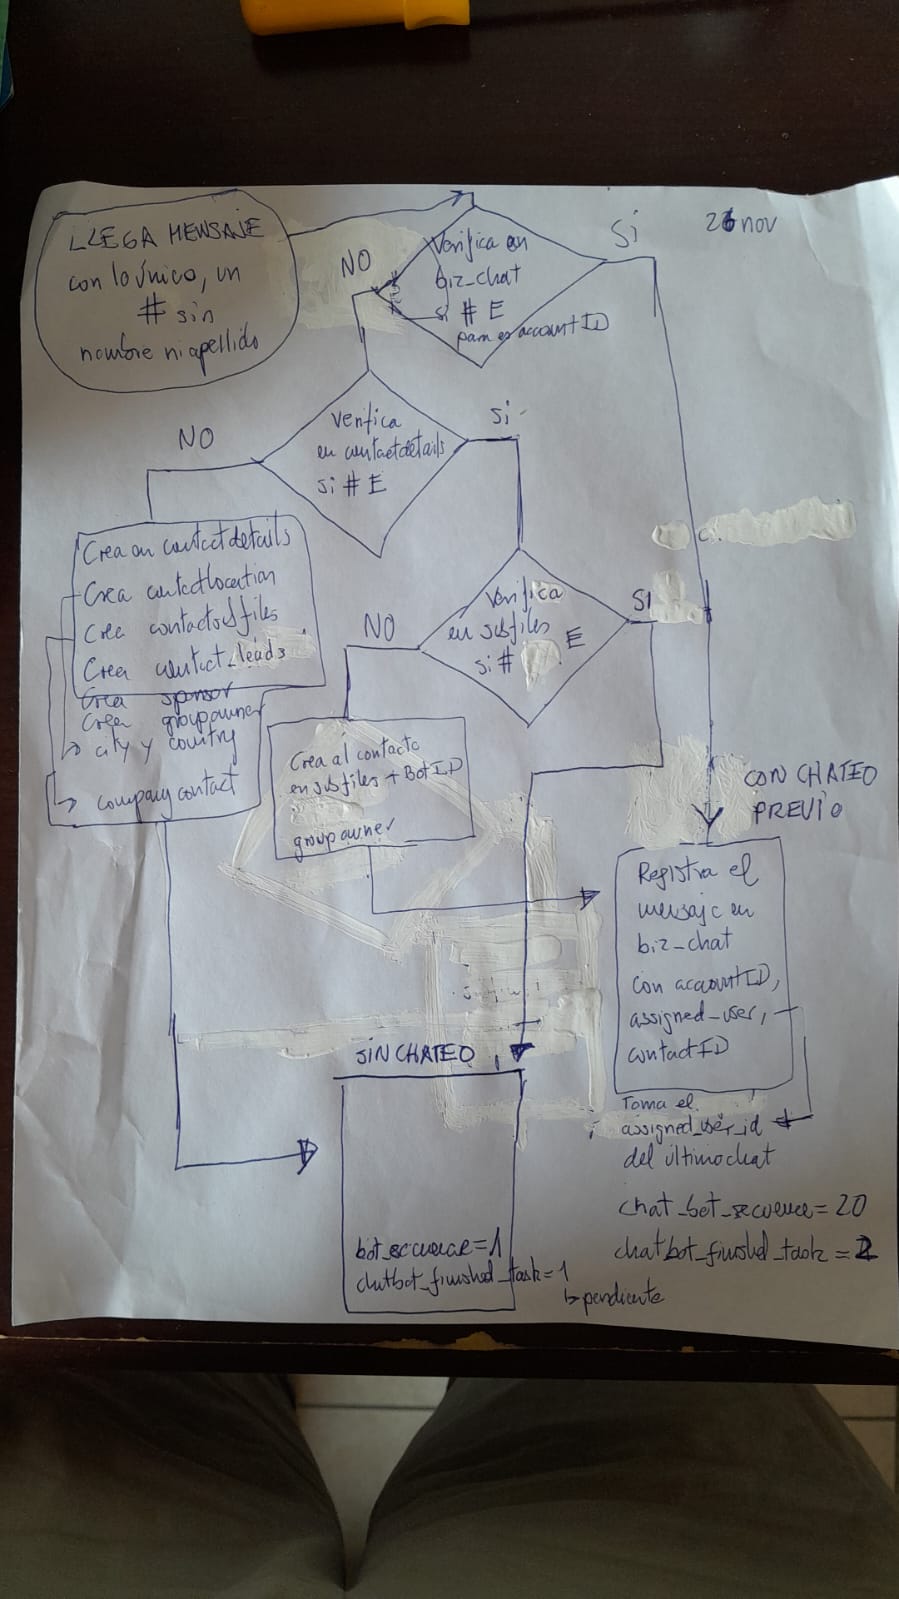 26 nov
LLEGA MENSAJE
con lo único, un
# sin
nombre ni apellido
NO
Si
Verifica en
biz_chat
si # E
para ese accountID
NO
Si
Verifica
en contactdetails
si # E
Crea en contactdetails
Crea contactlocation
Crea contactosfiles
Crea contact_leads
Crea sponsor
Crea groupowner
city y country
company contact
NO
SI
Verifica
en subfiles
si # E
Crea al contacto
en subfiles + BotID
groupowner
CON CHATEO
PREVIO
Registra el
mensaje en
biz_chat
con accountID,
assigned_user,
contactID
Toma el
assigned_user_id
del último chat
chat_bot_secuence = 20
chatbot_finished_task = 2
SIN CHATEO
bot_secuence = 1
chatbot_finished_task = 1
pendiente